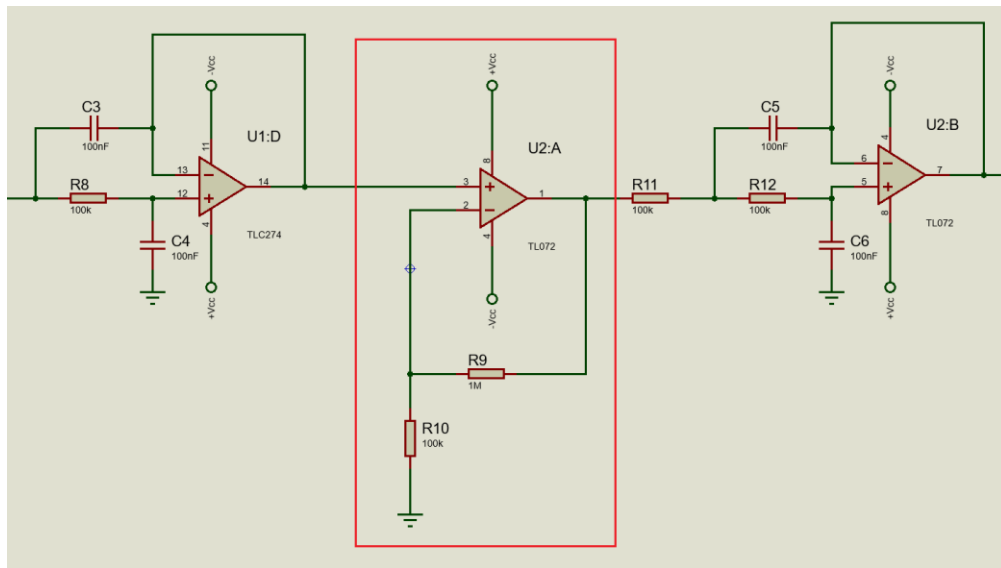 C3
100nF
-Vcc
11
U1:D
13
12
14
4
TLC274
+Vcc
R8
100k
C4
100nF
+Vcc
8
U2:A
3
2
1
4
TL072
-Vcc
R9
1M
R10
100k
R11
100k
C5
100nF
R12
100k
C6
100nF
-Vcc
4
U2:B
6
5
7
8
TL072
+Vcc